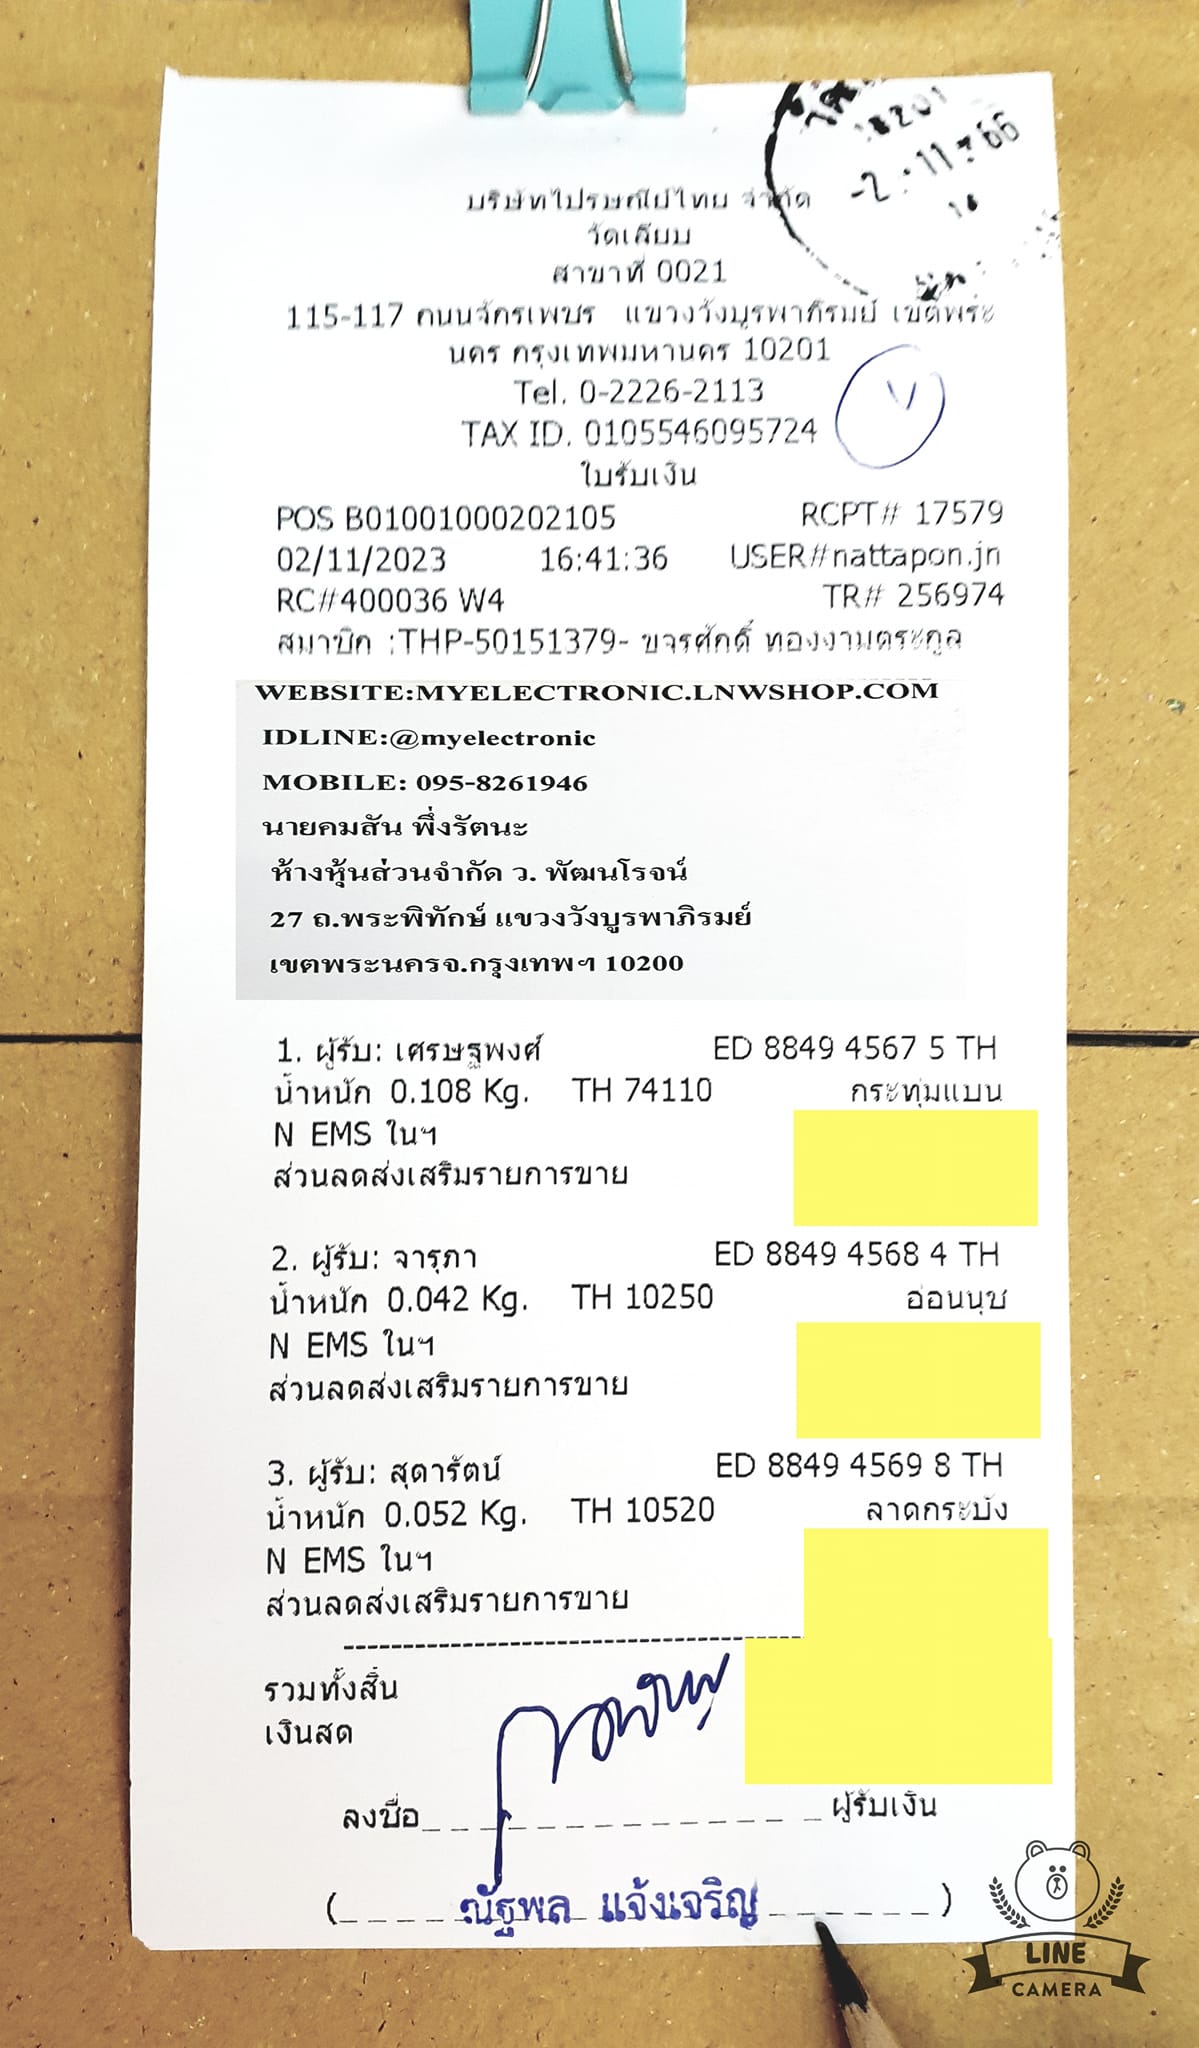 10201
-2.11.66
16
บริษัทไปรษณีย์ไทย จำกัด
วัดเลียบ
สาขาที่ 0021
115-117 ถนนจักรเพชร แขวงวังบูรพาภิรมย์ เขตพระ
นคร กรุงเทพมหานคร 10201
Tel. 0-2226-2113
TAX ID. 0105546095724
ใบรับเงิน
POS B01001000202105 RCPT# 17579
02/11/2023 16:41:36 USER#nattapon.jn
RC#400036 W4 TR# 256974
สมาชิก :THP-50151379- ขจรศักดิ์ ทองงามตระกูล
WEBSITE:MYELECTRONIC.LNWSHOP.COM
IDLINE:@myelectronic
MOBILE: 095-8261946
นายคมสัน พึ่งรัตนะ
ห้างหุ้นส่วนจำกัด ว. พัฒนโรจน์
27 ถ.พระพิทักษ์ แขวงวังบูรพาภิรมย์
เขตพระนครจ.กรุงเทพฯ 10200
1. ผู้รับ: เศรษฐพงศ์ ED 8849 4567 5 TH
น้ำหนัก 0.108 Kg. TH 74110 กระทุ่มแบน
N EMS ในฯ
ส่วนลดส่งเสริมรายการขาย
2. ผู้รับ: จารุภา ED 8849 4568 4 TH
น้ำหนัก 0.042 Kg. TH 10250 อ่อนนุช
N EMS ในฯ
ส่วนลดส่งเสริมรายการขาย
3. ผู้รับ: สุดารัตน์ ED 8849 4569 8 TH
น้ำหนัก 0.052 Kg. TH 10520 ลาดกระบัง
N EMS ในฯ
ส่วนลดส่งเสริมรายการขาย
รวมทั้งสิ้น
เงินสด
ลงชื่อ ผู้รับเงิน
(ณัฐพล แจ้งเจริญ)
LINE
CAMERA